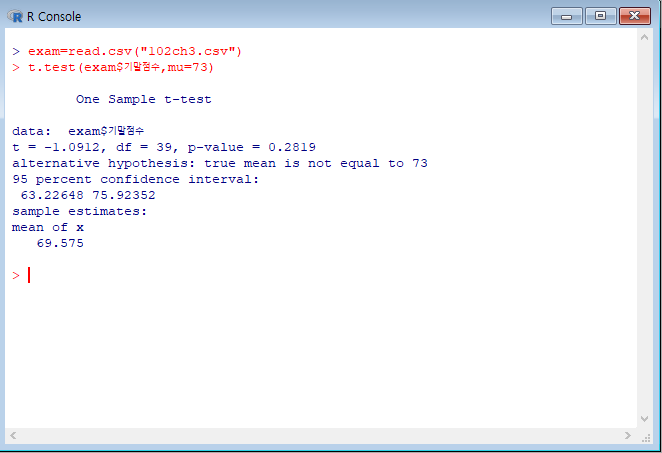 R Console
> exam=read.csv("102ch3.csv")
> t.test(exam$기말점수,mu=73)
One Sample t-test
data:  exam$기말점수
t = -1.0912, df = 39, p-value = 0.2819
alternative hypothesis: true mean is not equal to 73
95 percent confidence interval:
63.22648 75.92352
sample estimates:
mean of x
69.575
>